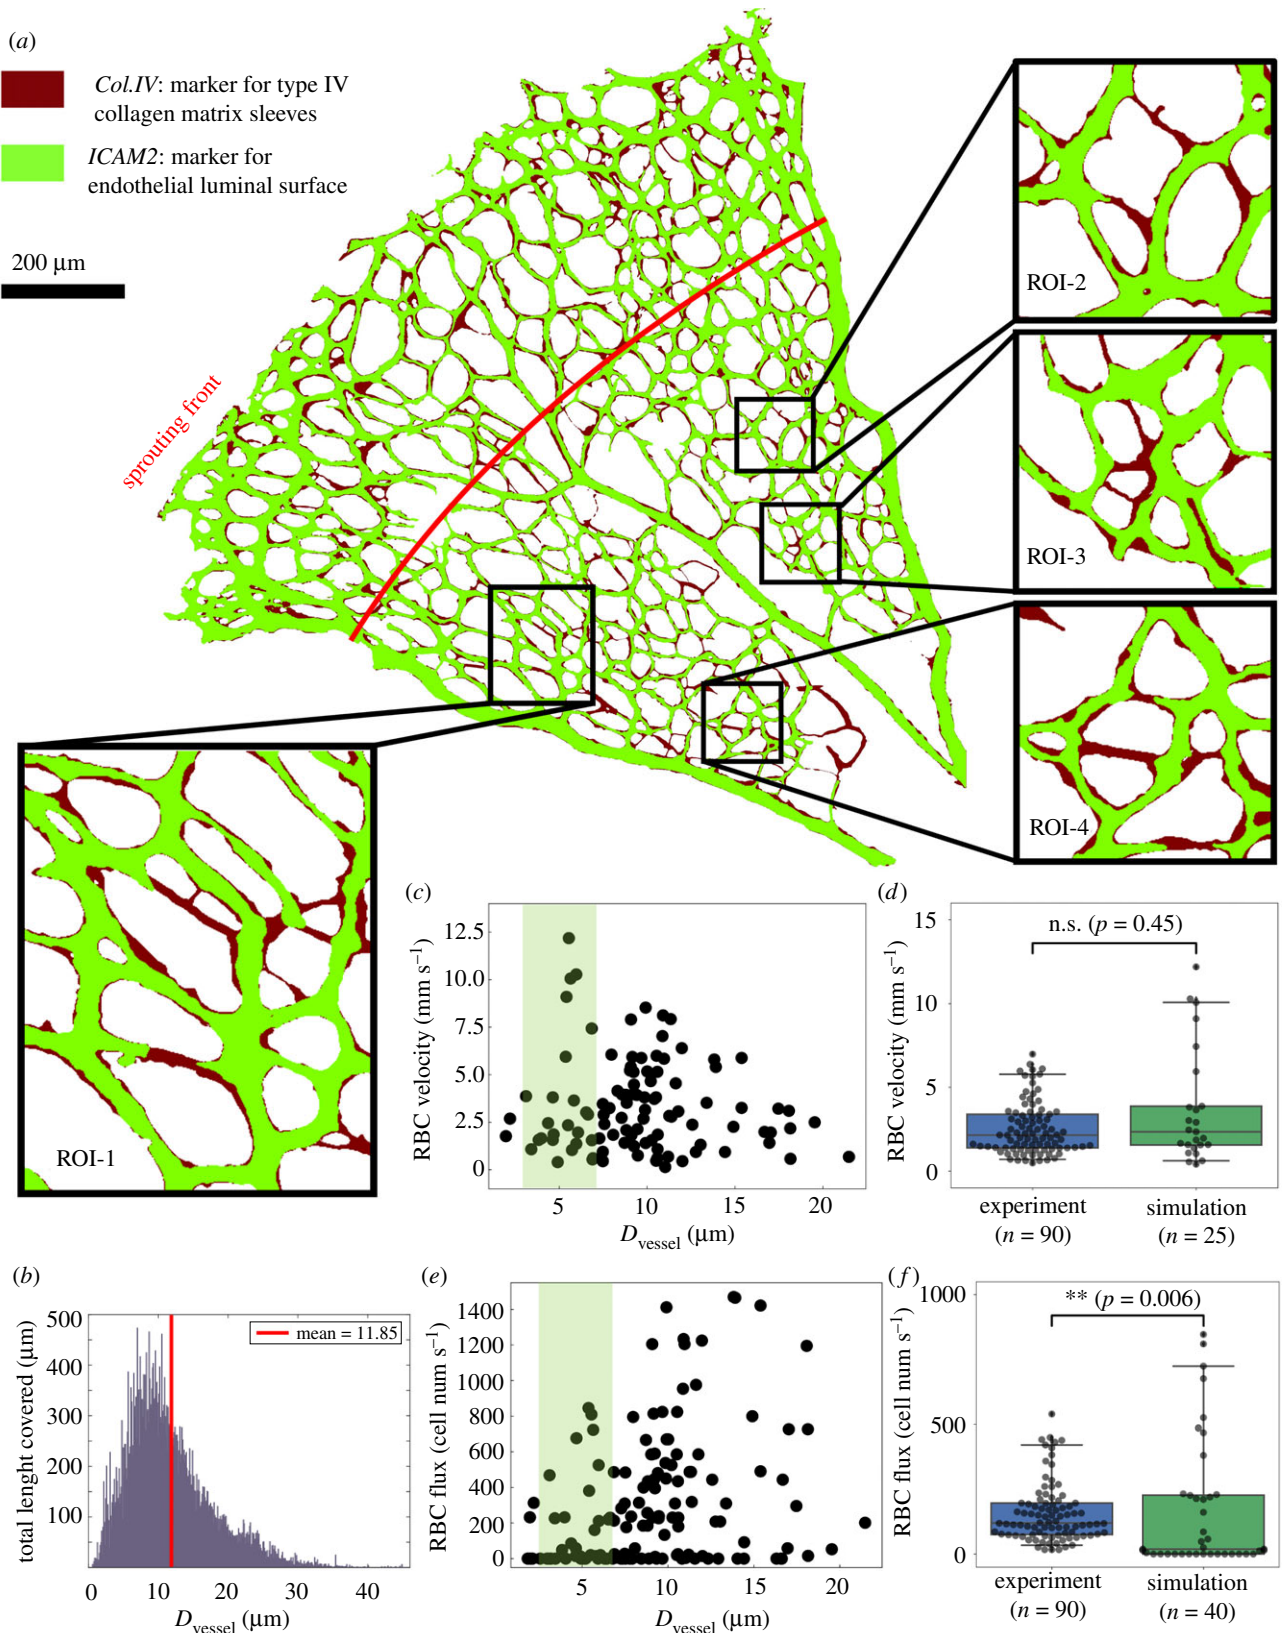 (a)
Col.IV: marker for type IV
collagen matrix sleeves
ICAM2: marker for
endothelial luminal surface
200 μm
sprouting front
ROI-2
ROI-3
ROI-4
ROI-1
(c)
RBC velocity (mm s−1)
12.5
10.0
7.5
5.0
2.5
0
5
10
15
20
Dvessel (μm)
(d)
RBC velocity (mm s−1)
15
10
5
0
n.s. (p = 0.45)
experiment
(n = 90)
simulation
(n = 25)
(b)
total lenght covered (μm)
500
400
300
200
100
mean = 11.85
0
10
20
30
40
Dvessel (μm)
(e)
RBC flux (cell num s−1)
1400
1200
1000
800
600
400
200
0
5
10
15
20
Dvessel (μm)
(f)
RBC flux (cell num s−1)
1000
500
0
** (p = 0.006)
experiment
(n = 90)
simulation
(n = 40)